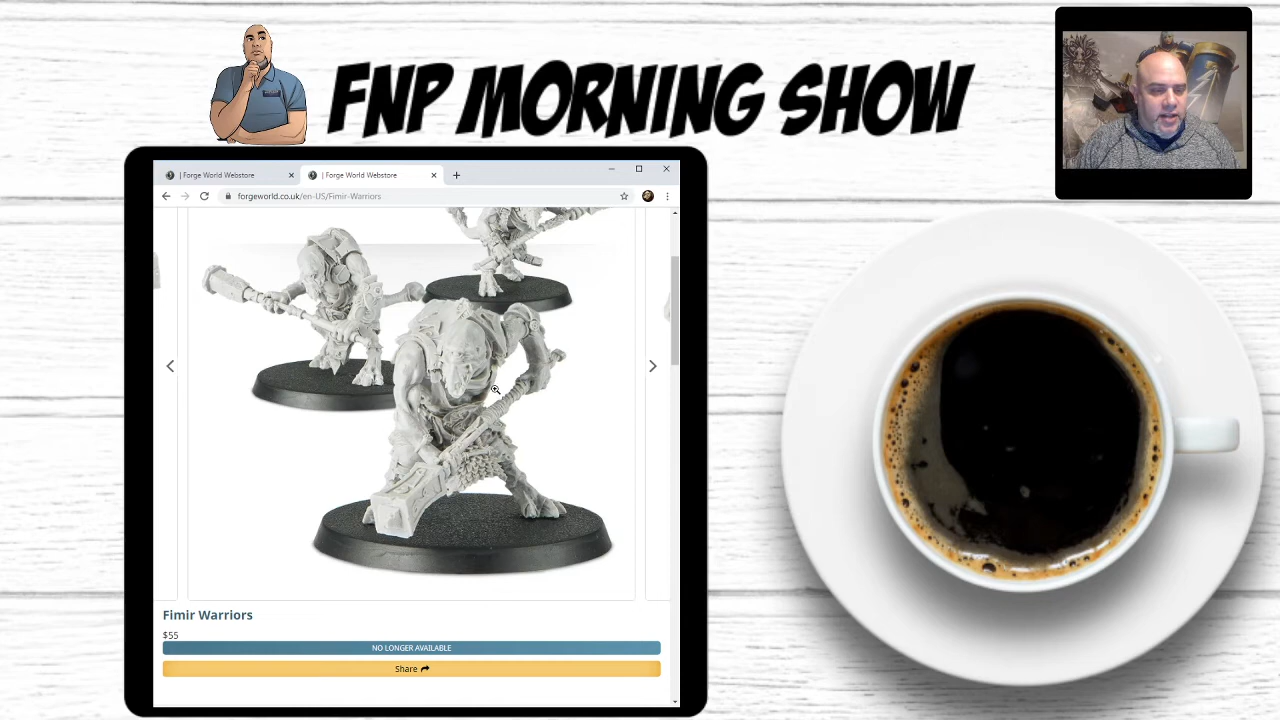 FNP MORNING SHOW
| Forge World Webstore
| Forge World Webstore
forgeworld.co.uk/en-US/Fimir-Warriors
Fimir Warriors
$55
NO LONGER AVAILABLE
Share